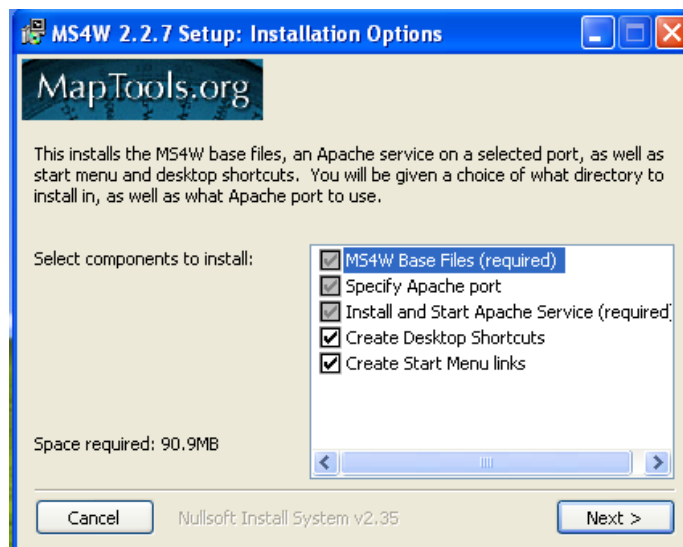 MS4W 2.2.7 Setup: Installation Options
MapTools.org
This installs the MS4W base files, an Apache service on a selected port, as well as
start menu and desktop shortcuts. You will be given a choice of what directory to
install in, as well as what Apache port to use.
Select components to install:
MS4W Base Files (required)
Specify Apache port
Install and Start Apache Service (required
Create Desktop Shortcuts
Create Start Menu links
Space required: 90.9MB
Cancel
Nullsoft Install System v2.35
Next >